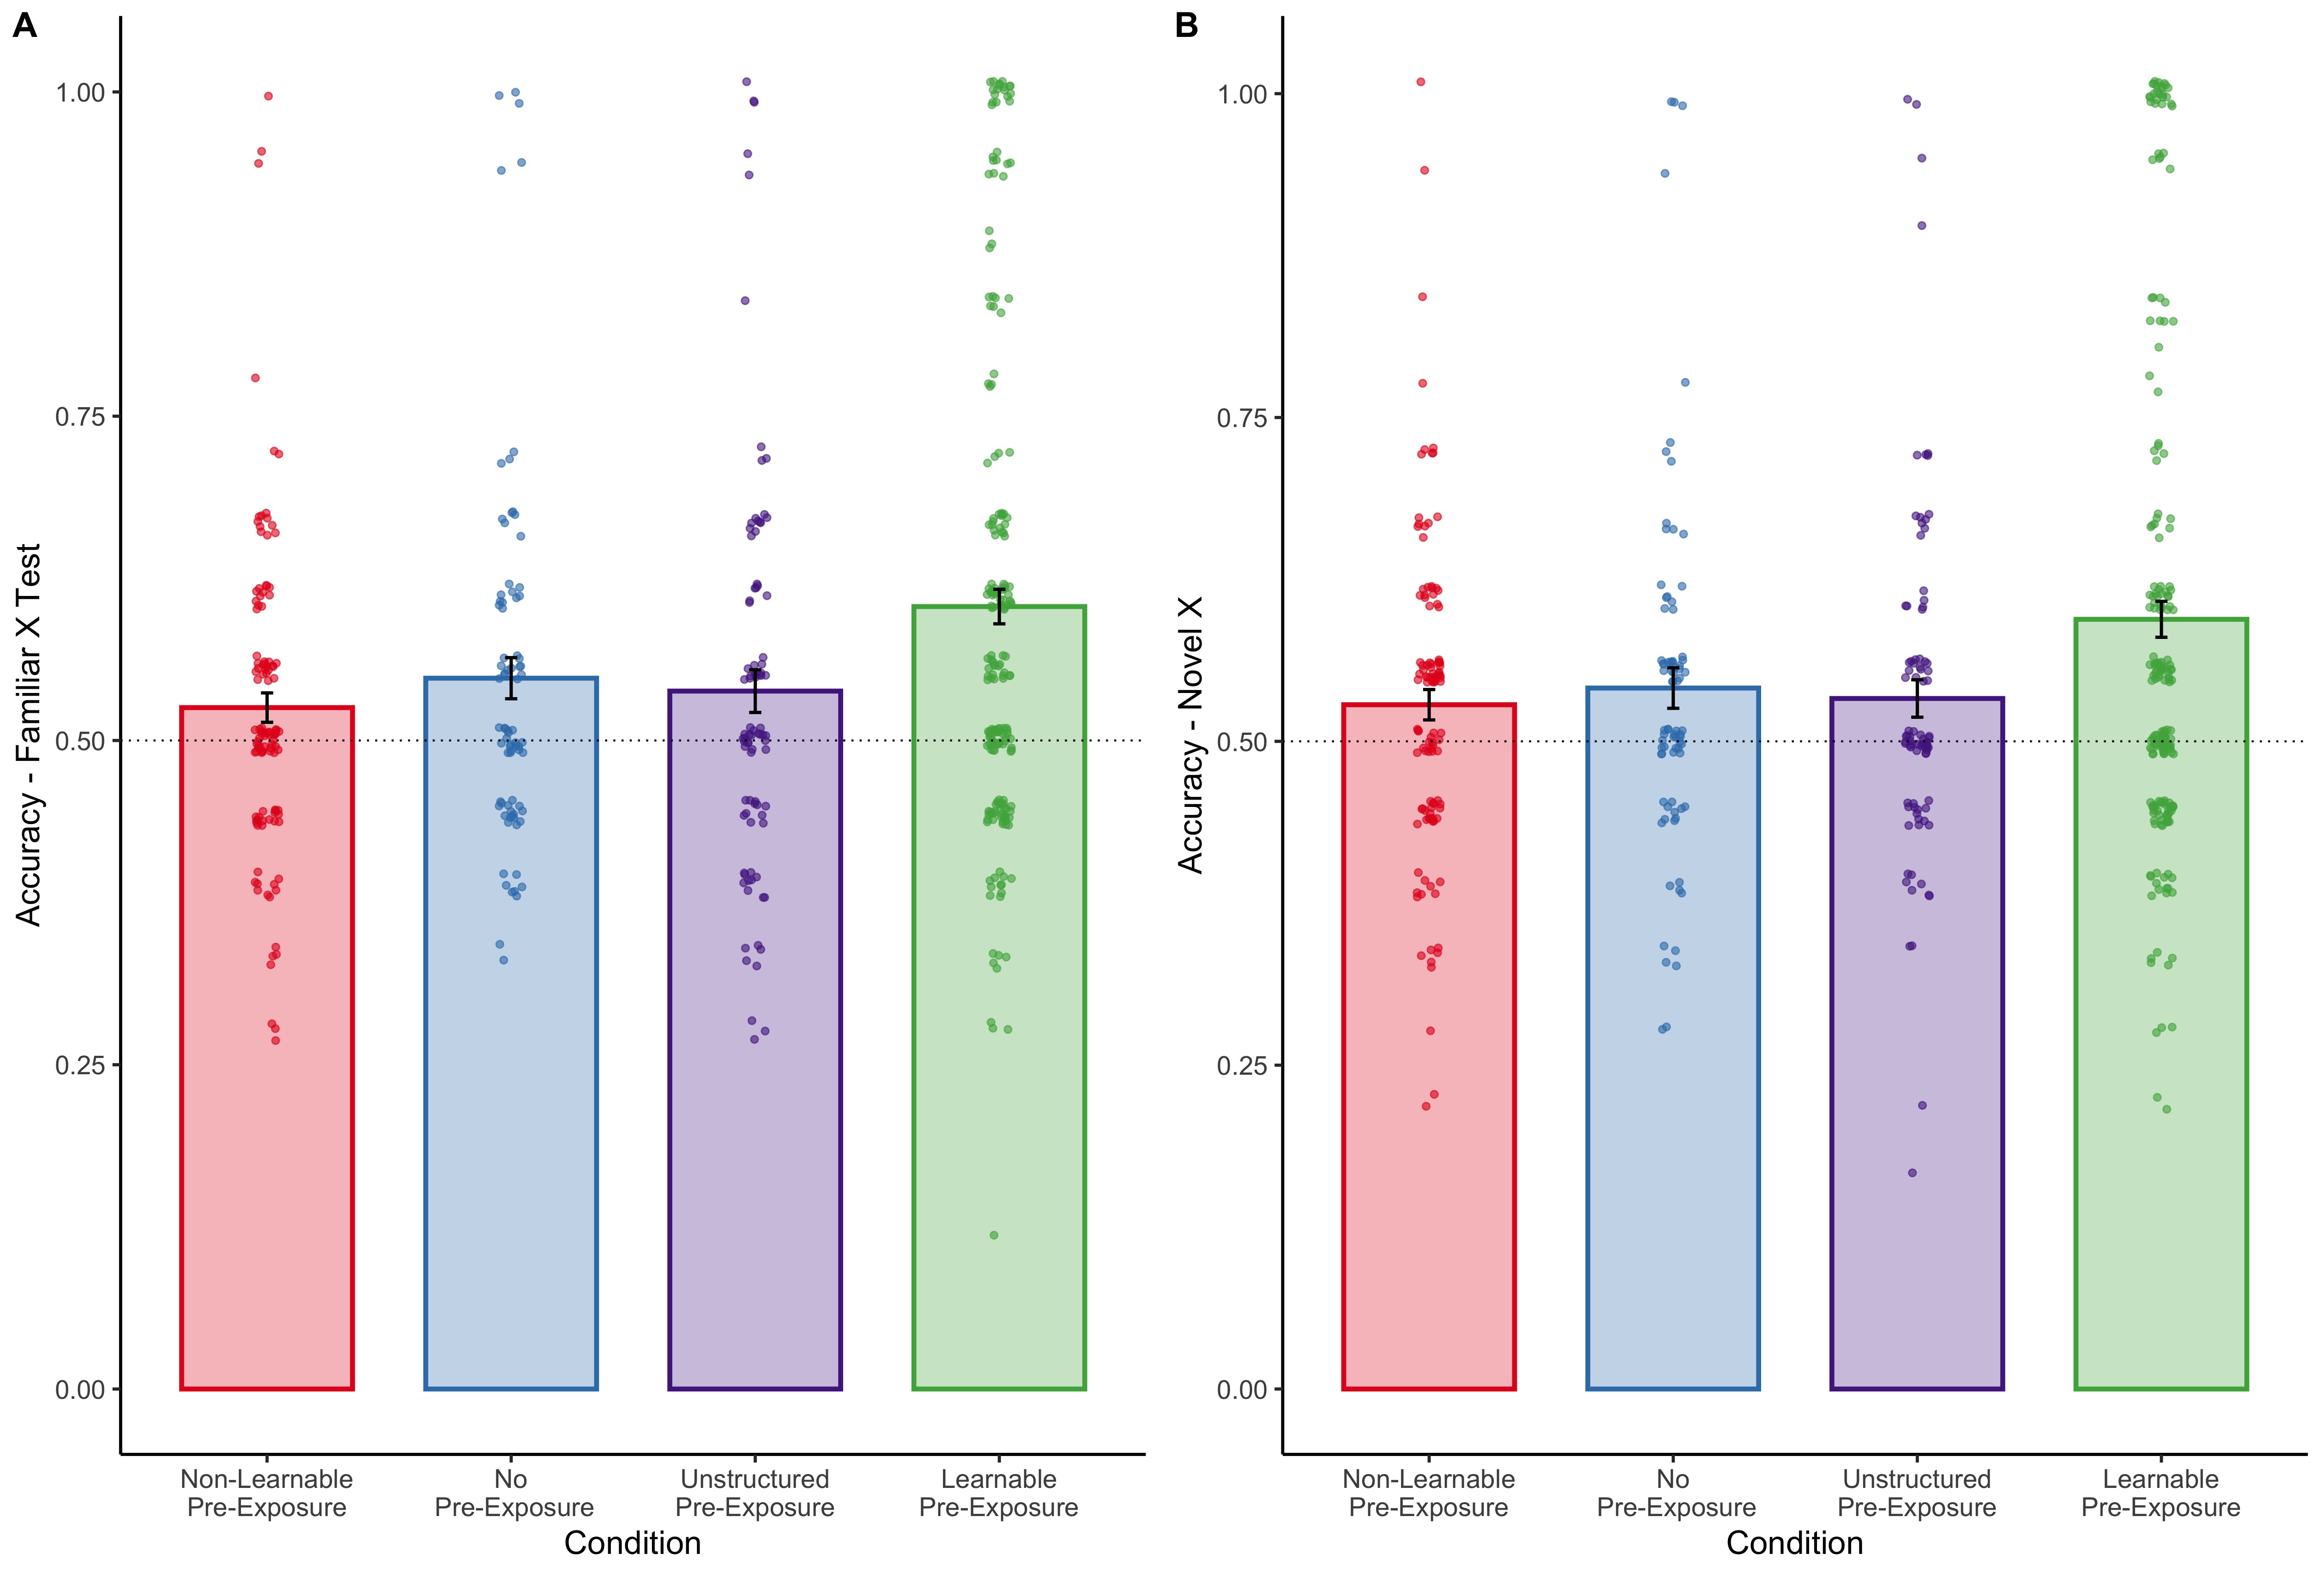 A
Accuracy - Familiar X Test
1.00
0.75
0.50
0.25
0.00
Non-Learnable
Pre-Exposure
No
Pre-Exposure
Unstructured
Pre-Exposure
Learnable
Pre-Exposure
Condition
B
Accuracy - Novel X
1.00
0.75
0.50
0.25
0.00
Non-Learnable
Pre-Exposure
No
Pre-Exposure
Unstructured
Pre-Exposure
Learnable
Pre-Exposure
Condition